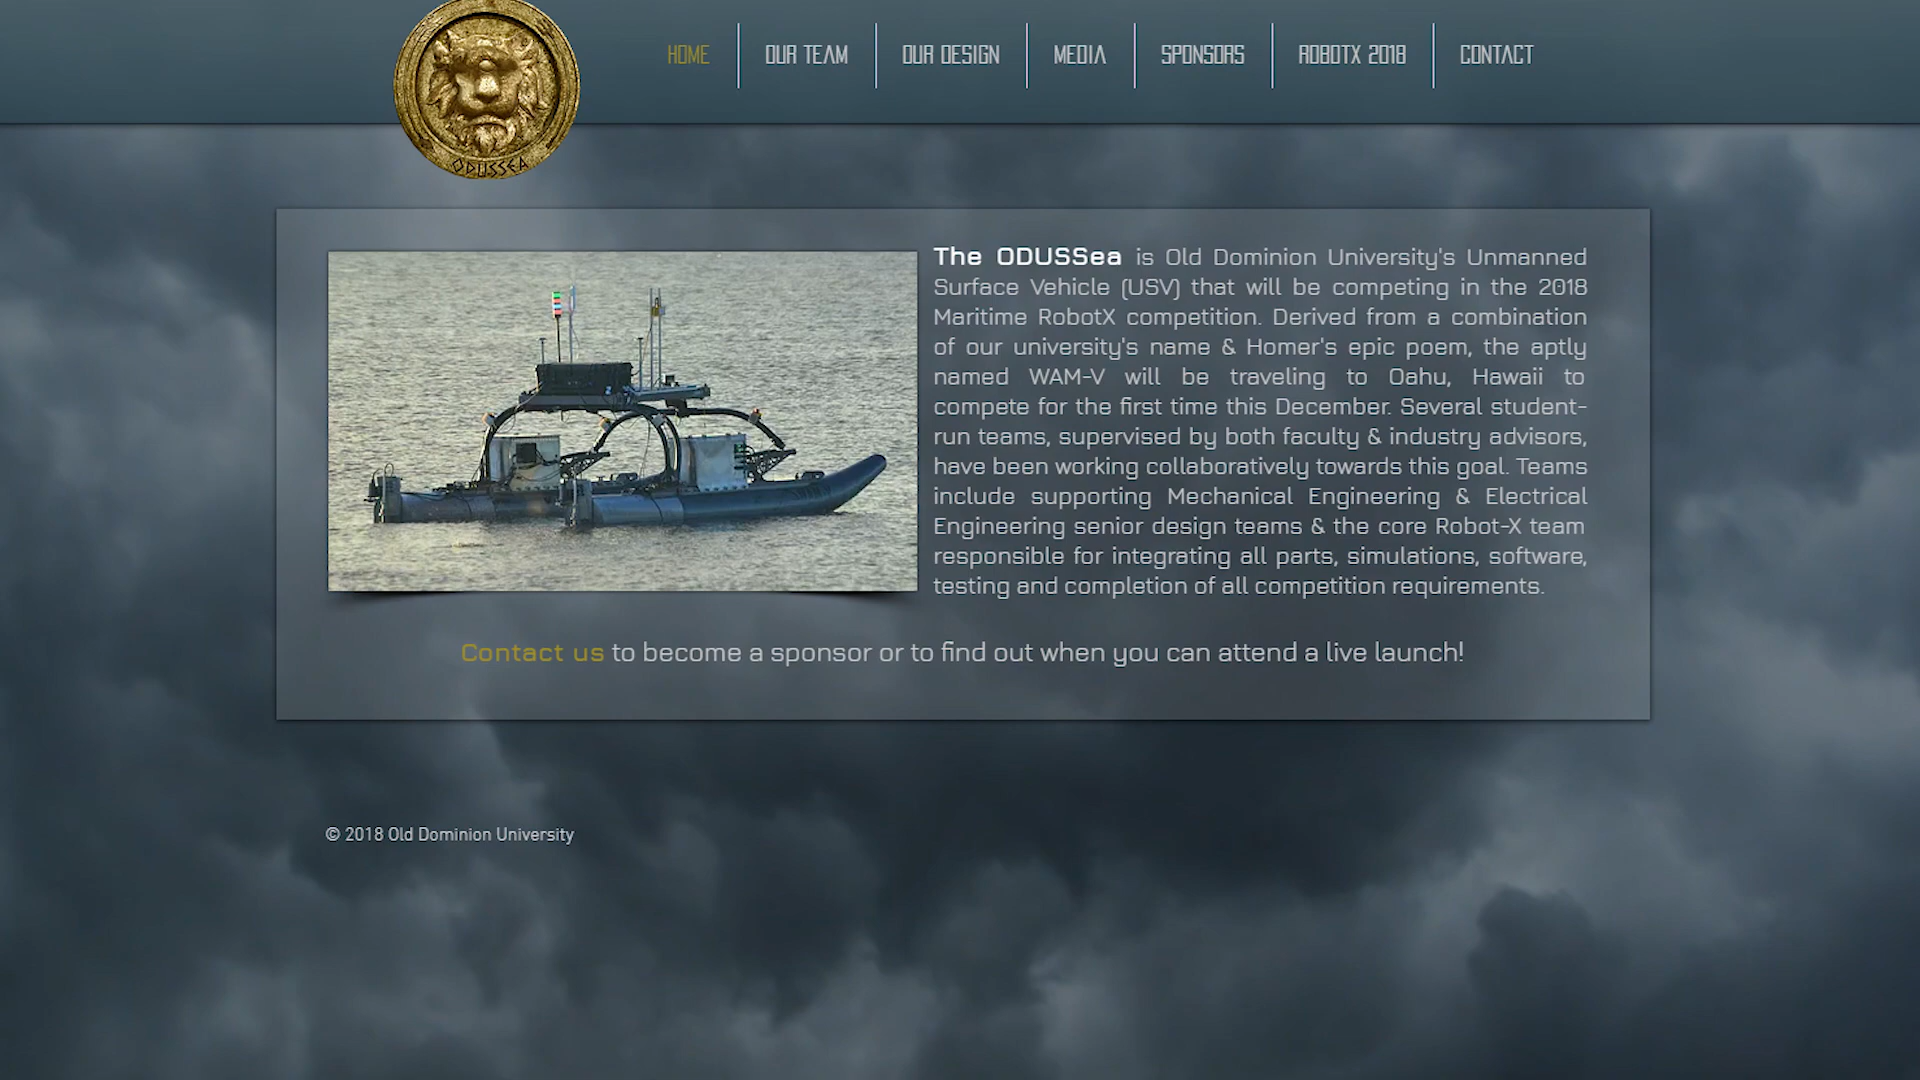 HOME
OUR TEAM
OUR DESIGN
MEDIA
SPONSORS
ROBOTX 2018
CONTACT
ODUSSEA
The ODUSSea is Old Dominion University's Unmanned
Surface Vehicle (USV) that will be competing in the 2018
Maritime RobotX competition. Derived from a combination
of our university's name & Homer's epic poem, the aptly
named WAM-V will be traveling to Oahu, Hawaii to
compete for the first time this December. Several student-
run teams, supervised by both faculty & industry advisors,
have been working collaboratively towards this goal. Teams
include supporting Mechanical Engineering & Electrical
Engineering senior design teams & the core Robot-X team
responsible for integrating all parts, simulations, software,
testing and completion of all competition requirements.
Contact us to become a sponsor or to find out when you can attend a live launch!
© 2018 Old Dominion University